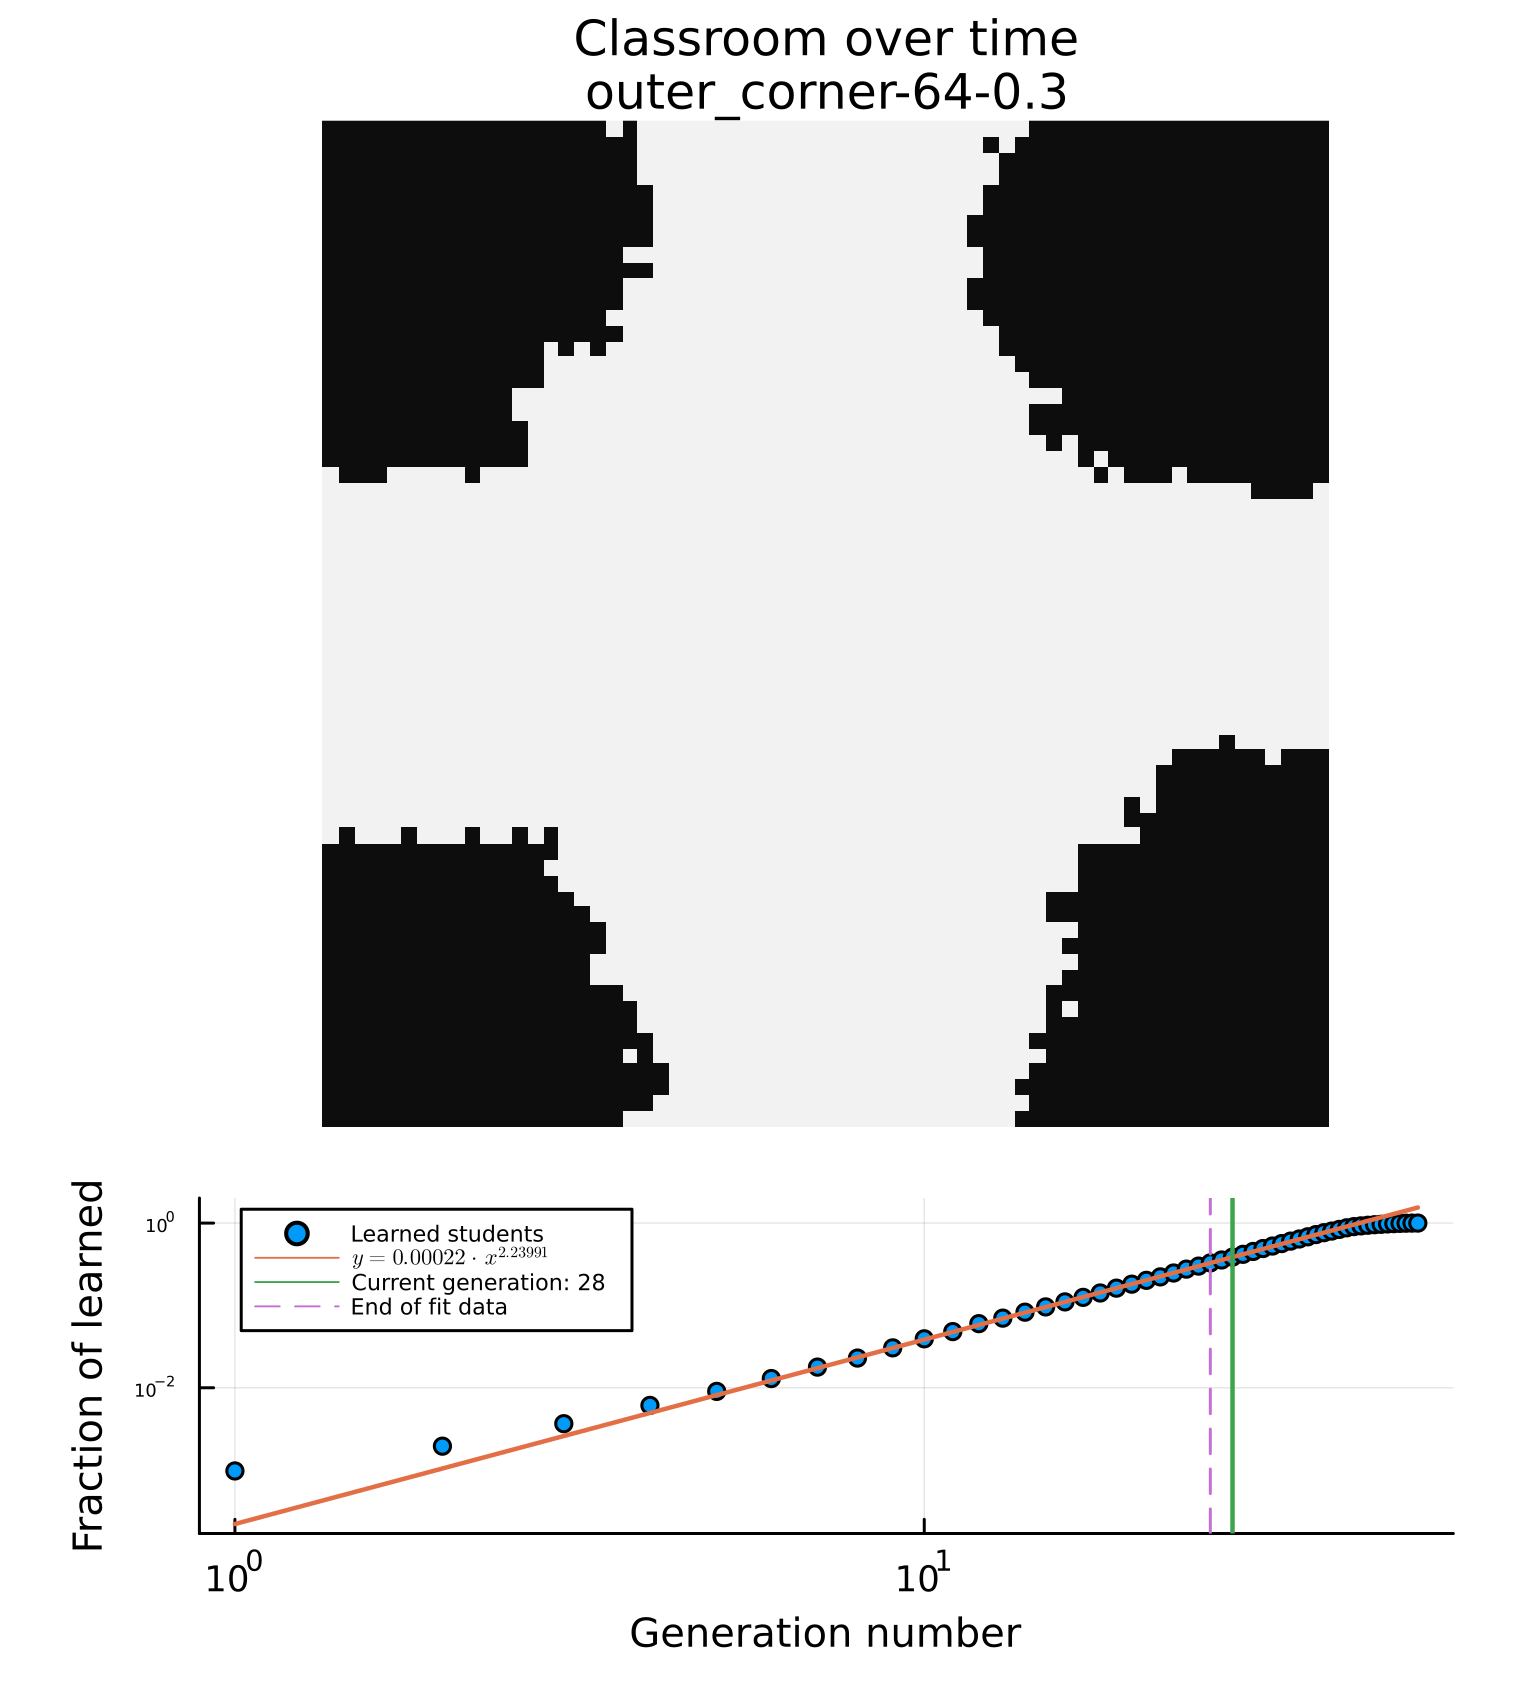 Classroom over time
outer_corner-64-0.3
Fraction of learned
10^0
10^-2
Learned students
y = 0.00022 · x^2.23991
Current generation: 28
End of fit data
10^0
10^1
Generation number